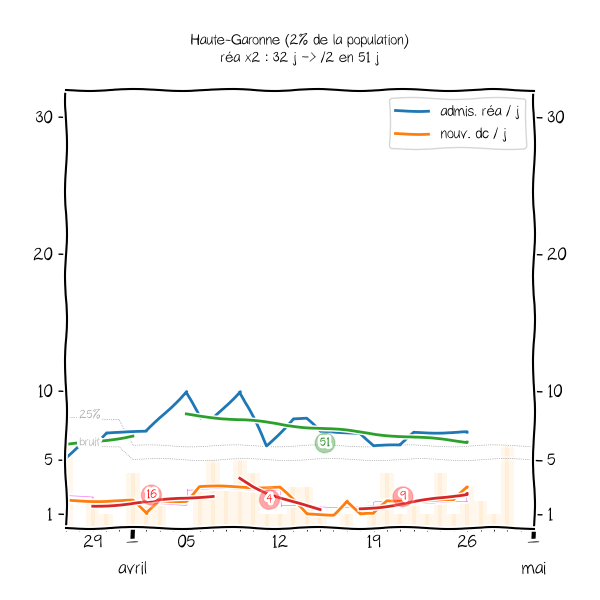 Haute-Garonne (2% de la population)
réa x2 : 32 j -> /2 en 51 j
admis. réa / j
nouv. dc / j
30
30
20
20
10
10
25%
bruit
51
5
5
16
4
9
1
1
29
05
12
19
26
avril
mai